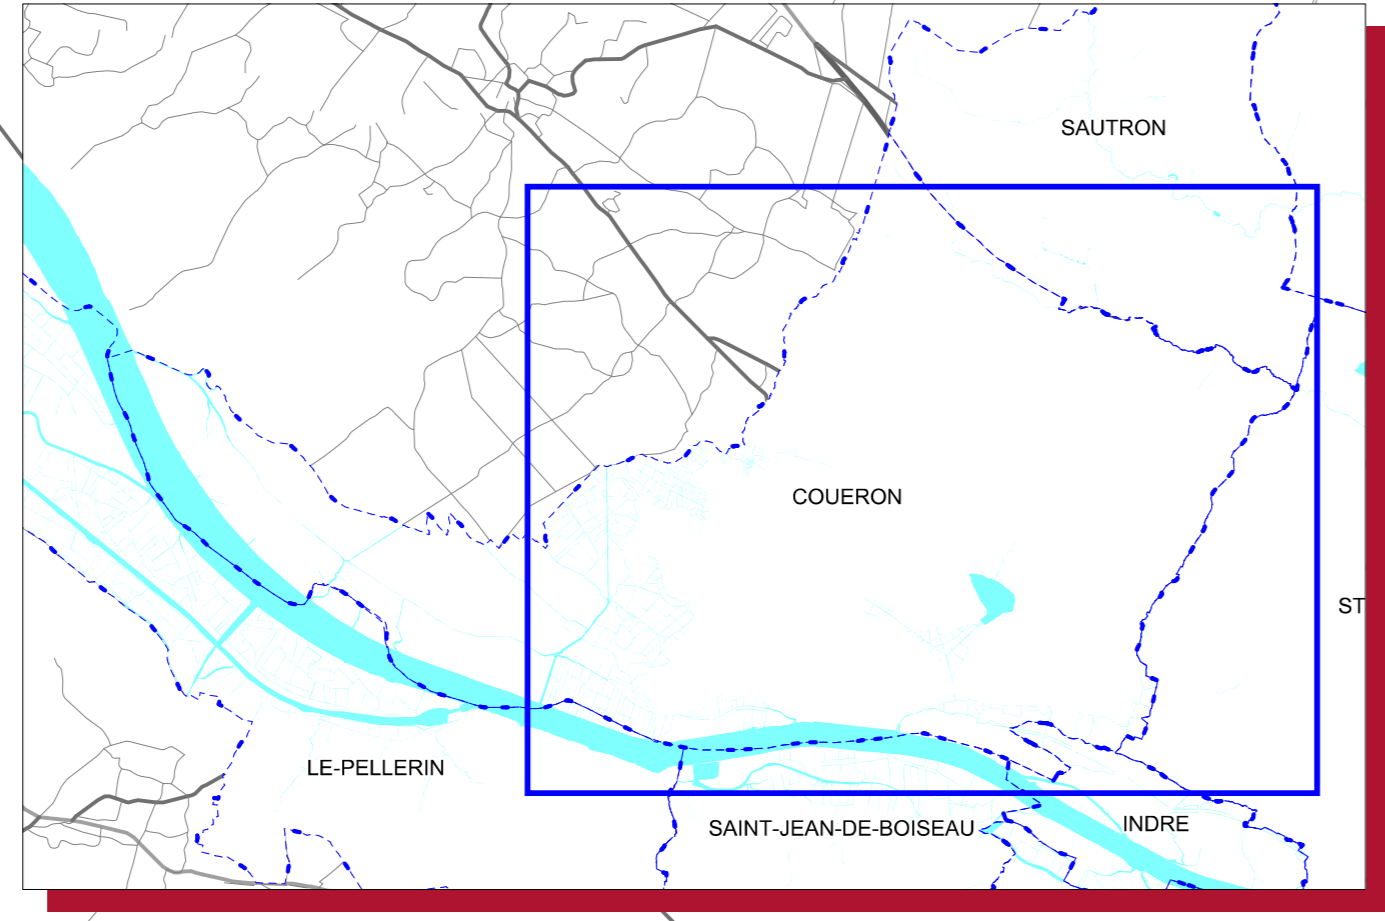 SAUTRON
COUERON
ST
LE-PELLERIN
SAINT-JEAN-DE-BOISEAU
INDRE